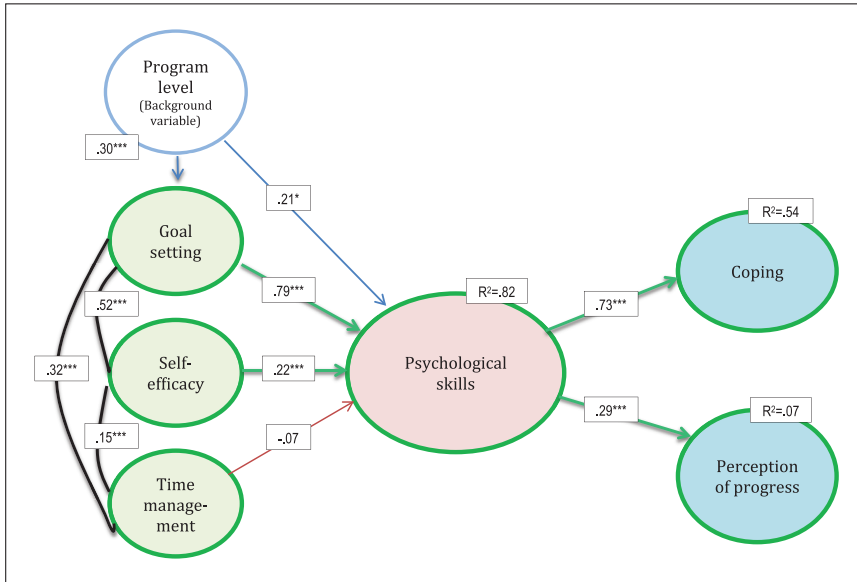 Program
level
(Background
variable)
.30***
.21*
R²=.54
Goal
setting
Coping
.79***
R²=.82
.52***
.73***
Self-
efficacy
.22***
Psychological
skills
.32***
.29***
R²=.07
.15***
-.07
Time
manage-
ment
Perception
of progress